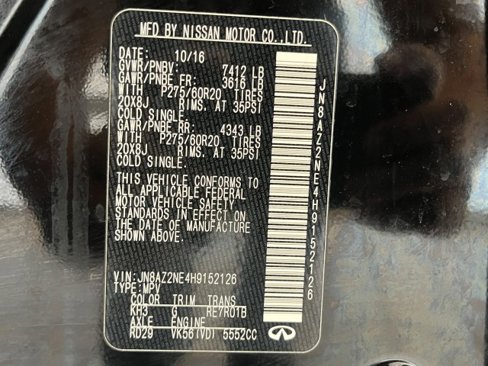 MFD BY NISSAN MOTOR CO.,LTD.
DATE: 10/16
GVWR/PNBV: 7412 LB
GAWR/PNBE FR: 3616 LB
WITH P275/60R20 TIRES
20X8J RIMS. AT 35PSI
COLD SINGLE.
GAWR/PNBE RR: 4343 LB
WITH P275/60R20 TIRES
20X8J RIMS. AT 35PSI
COLD SINGLE.
THIS VEHICLE CONFORMS TO
ALL APPLICABLE FEDERAL
MOTOR VEHICLE SAFETY
STANDARDS IN EFFECT ON
THE DATE OF MANUFACTURE
SHOWN ABOVE.
VIN:JN8AZ2NE4H9152126
TYPE:MPV
COLOR TRIM TRANS
KH3 G RE7R01B
AXLE ENGINE
RD29 VK56(VD) 5552CC
JN8AZ2NE4H9152126